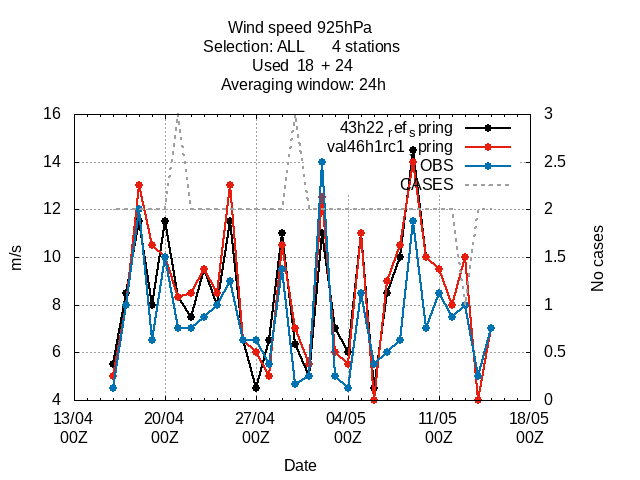 Wind speed 925hPa
Selection: ALL 4 stations
Used 18 + 24
Averaging window: 24h
16 3
43h22 refspring
val46h1rc1 spring
14 2.5
OBS
CASES
12 2
10 1.5
m/s No cases
8 1
6 0.5
4 0
13/04 20/04 27/04 04/05 11/05 18/05
00Z 00Z 00Z 00Z 00Z 00Z
Date